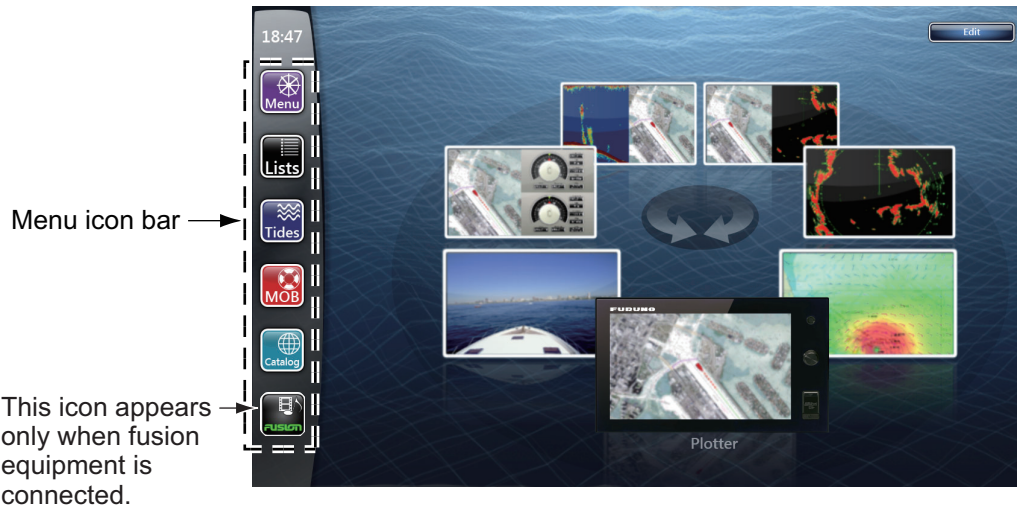 18:47
Edit
Menu
Lists
Menu icon bar
Tides
MOB
FURUNO
Catalog
This icon appears
only when fusion
equipment is
connected.
FUSION
Plotter